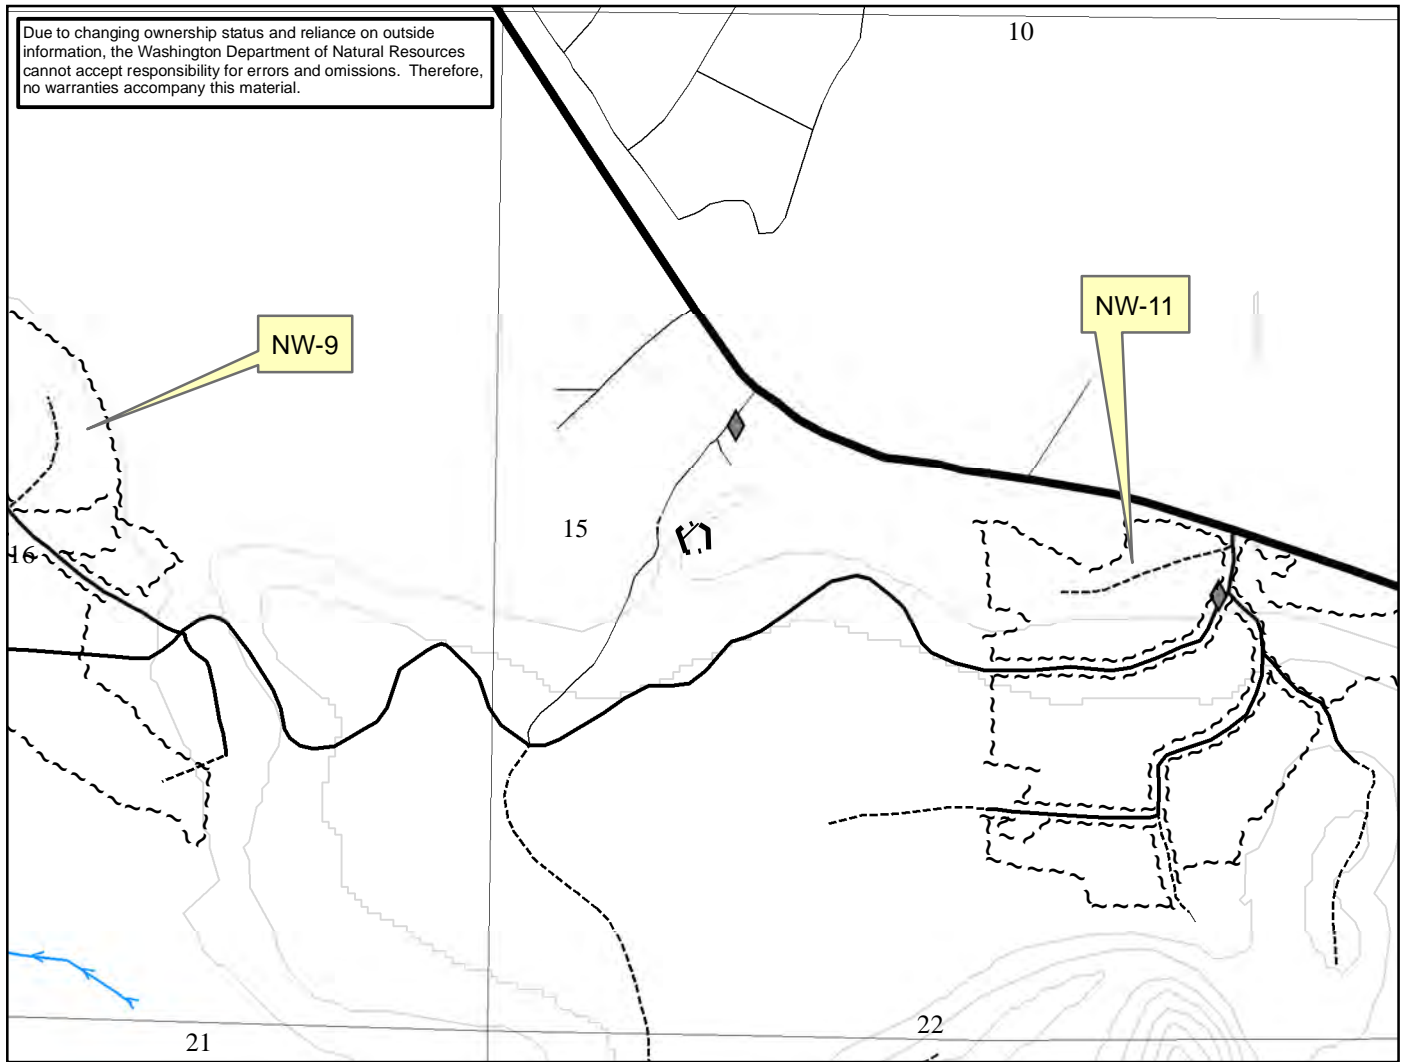 Due to changing ownership status and reliance on outside
information, the Washington Department of Natural Resources
cannot accept responsibility for errors and omissions.  Therefore,
no warranties accompany this material.
10
NW-11
NW-9
15
16
22
21